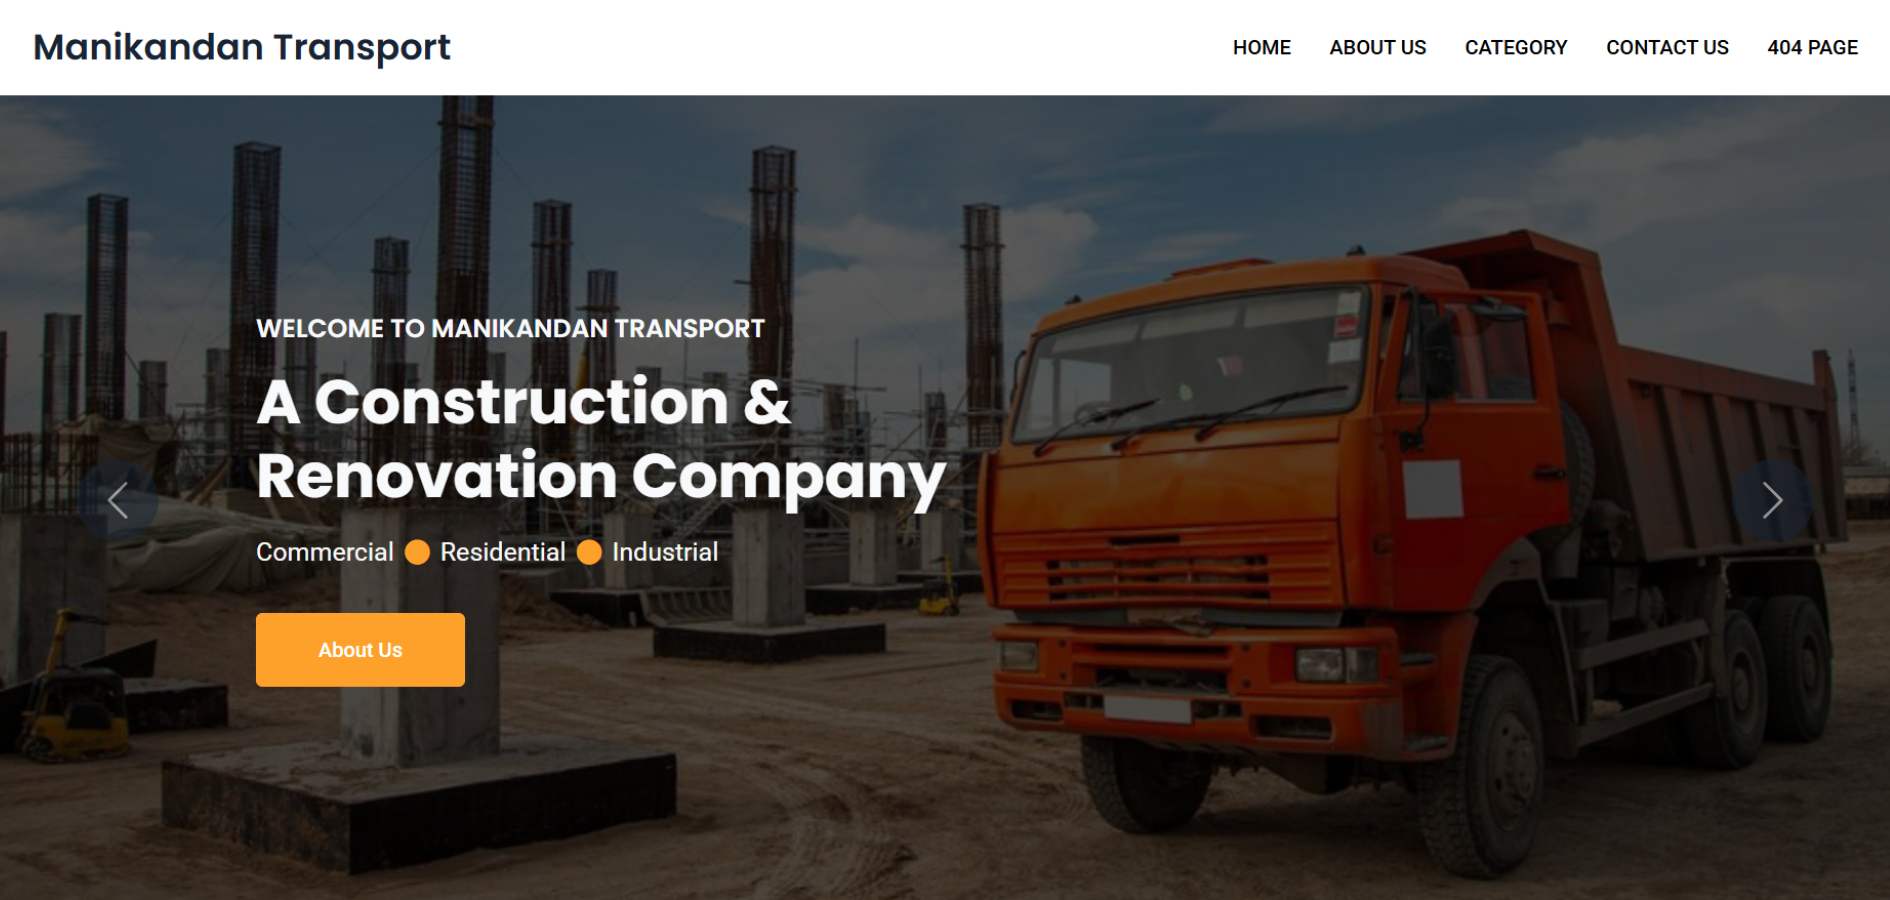 Manikandan Transport
HOME ABOUT US CATEGORY CONTACT US 404 PAGE
WELCOME TO MANIKANDAN TRANSPORT
A Construction &
Renovation Company
Commercial Residential Industrial
About Us